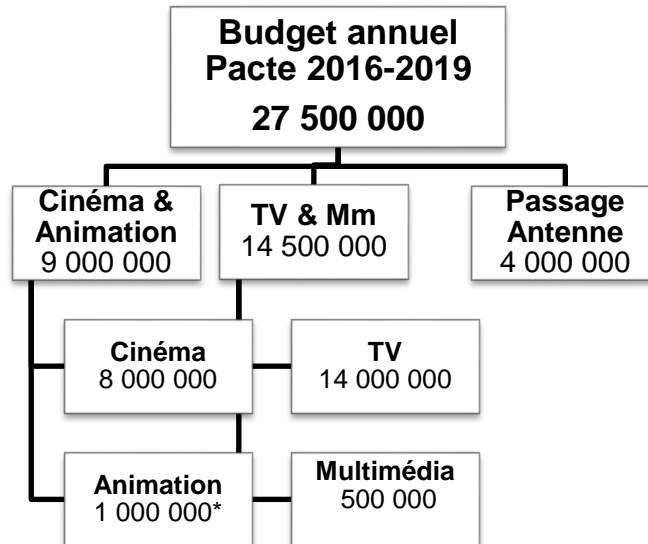 Budget annuel
Pacte 2016-2019
27 500 000
Cinéma &
Animation
9 000 000
TV & Mm
14 500 000
Passage
Antenne
4 000 000
Cinéma
8 000 000
TV
14 000 000
Animation
1 000 000*
Multimédia
500 000